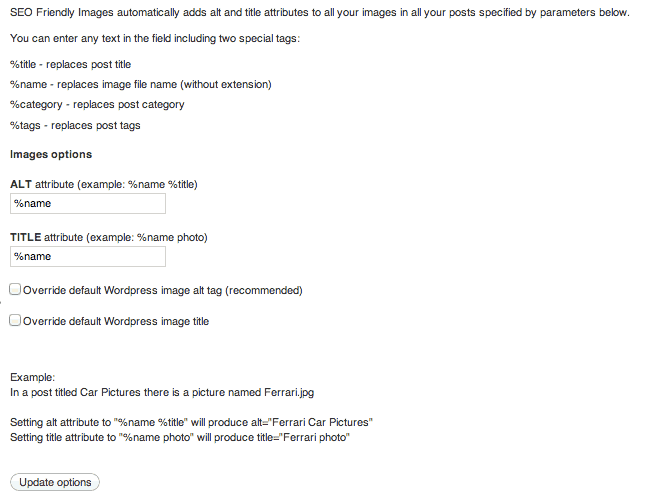 SEO Friendly Images automatically adds alt and title attributes to all your images in all your posts specified by parameters below.
You can enter any text in the field including two special tags:
%title - replaces post title
%name - replaces image file name (without extension)
%category - replaces post category
%tags - replaces post tags
Images options
ALT attribute (example: %name %title)
%name
TITLE attribute (example: %name photo)
%name
Override default Wordpress image alt tag (recommended)
Override default Wordpress image title
Example:
In a post titled Car Pictures there is a picture named Ferrari.jpg
Setting alt attribute to "%name %title" will produce alt="Ferrari Car Pictures"
Setting title attribute to "%name photo" will produce title="Ferrari photo"
Update options